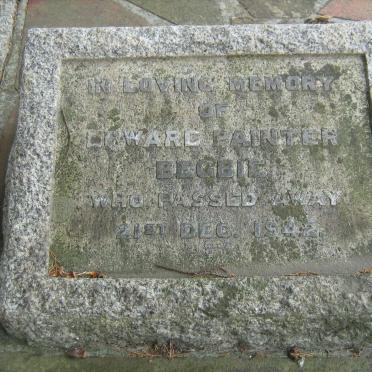 IN LOVING MEMORY
OF
EDWARD PAINTER
BEGBIE
WHO PASSED AWAY
21ST DEC. 1942.